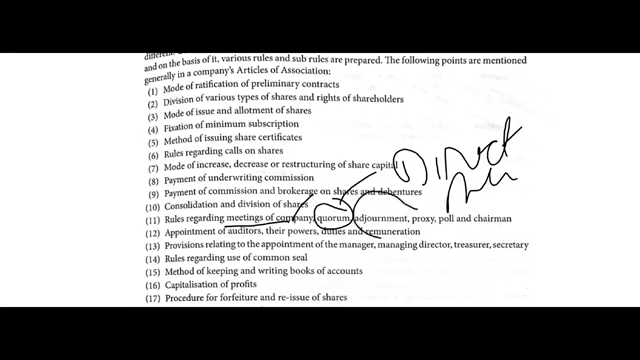 and on the basis of it, various rules and sub rules are prepared. The following points are mentioned
generally in a company's Articles of Association:
(1) Mode of ratification of preliminary contracts
(2) Division of various types of shares and rights of shareholders
(3) Mode of issue and allotment of shares
(4) Fixation of minimum subscription
(5) Method of issuing share certificates
(6) Rules regarding calls on shares
(7) Mode of increase, decrease or restructuring of share capital
(8) Payment of underwriting commission
(9) Payment of commission and brokerage on shares and debentures
(10) Consolidation and division of shares
(11) Rules regarding meetings of company, quorum, adjournment, proxy, poll and chairman
(12) Appointment of auditors, their powers, duties and remuneration
(13) Provisions relating to the appointment of the manager, managing director, treasurer, secretary
(14) Rules regarding use of common seal
(15) Method of keeping and writing books of accounts
(16) Capitalisation of profits
(17) Procedure for forfeiture and re-issue of shares